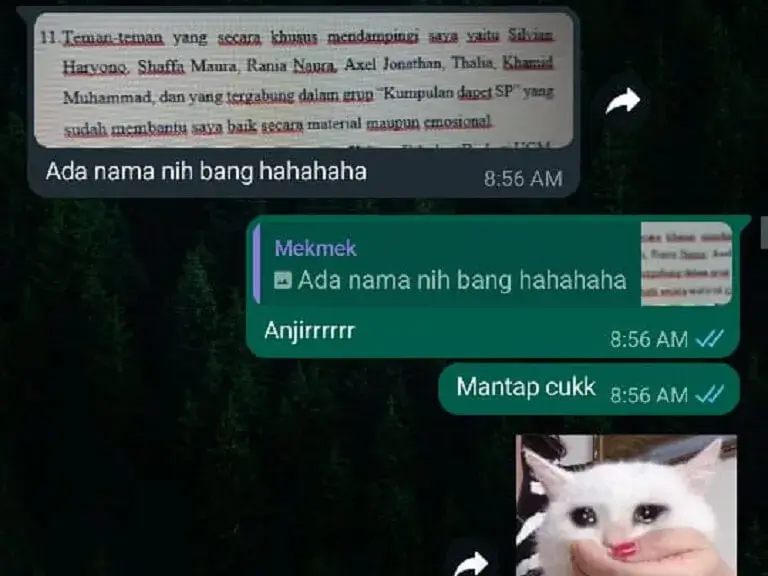 11. Teman-teman yang secara khusus mendampingi saya yaitu Silvian
Haryono, Shaffa Maura, Rania Naura, Axel Jonathan, Thalia, Khamid
Muhammad, dan yang tergabung dalam grup "Kumpulan dapet SP" yang
sudah membantu saya baik secara material maupun emosional.
Ada nama nih bang hahahaha
8:56 AM
Mekmek
Ada nama nih bang hahahaha
Anjirrrrrr
8:56 AM
Mantap cukk
8:56 AM